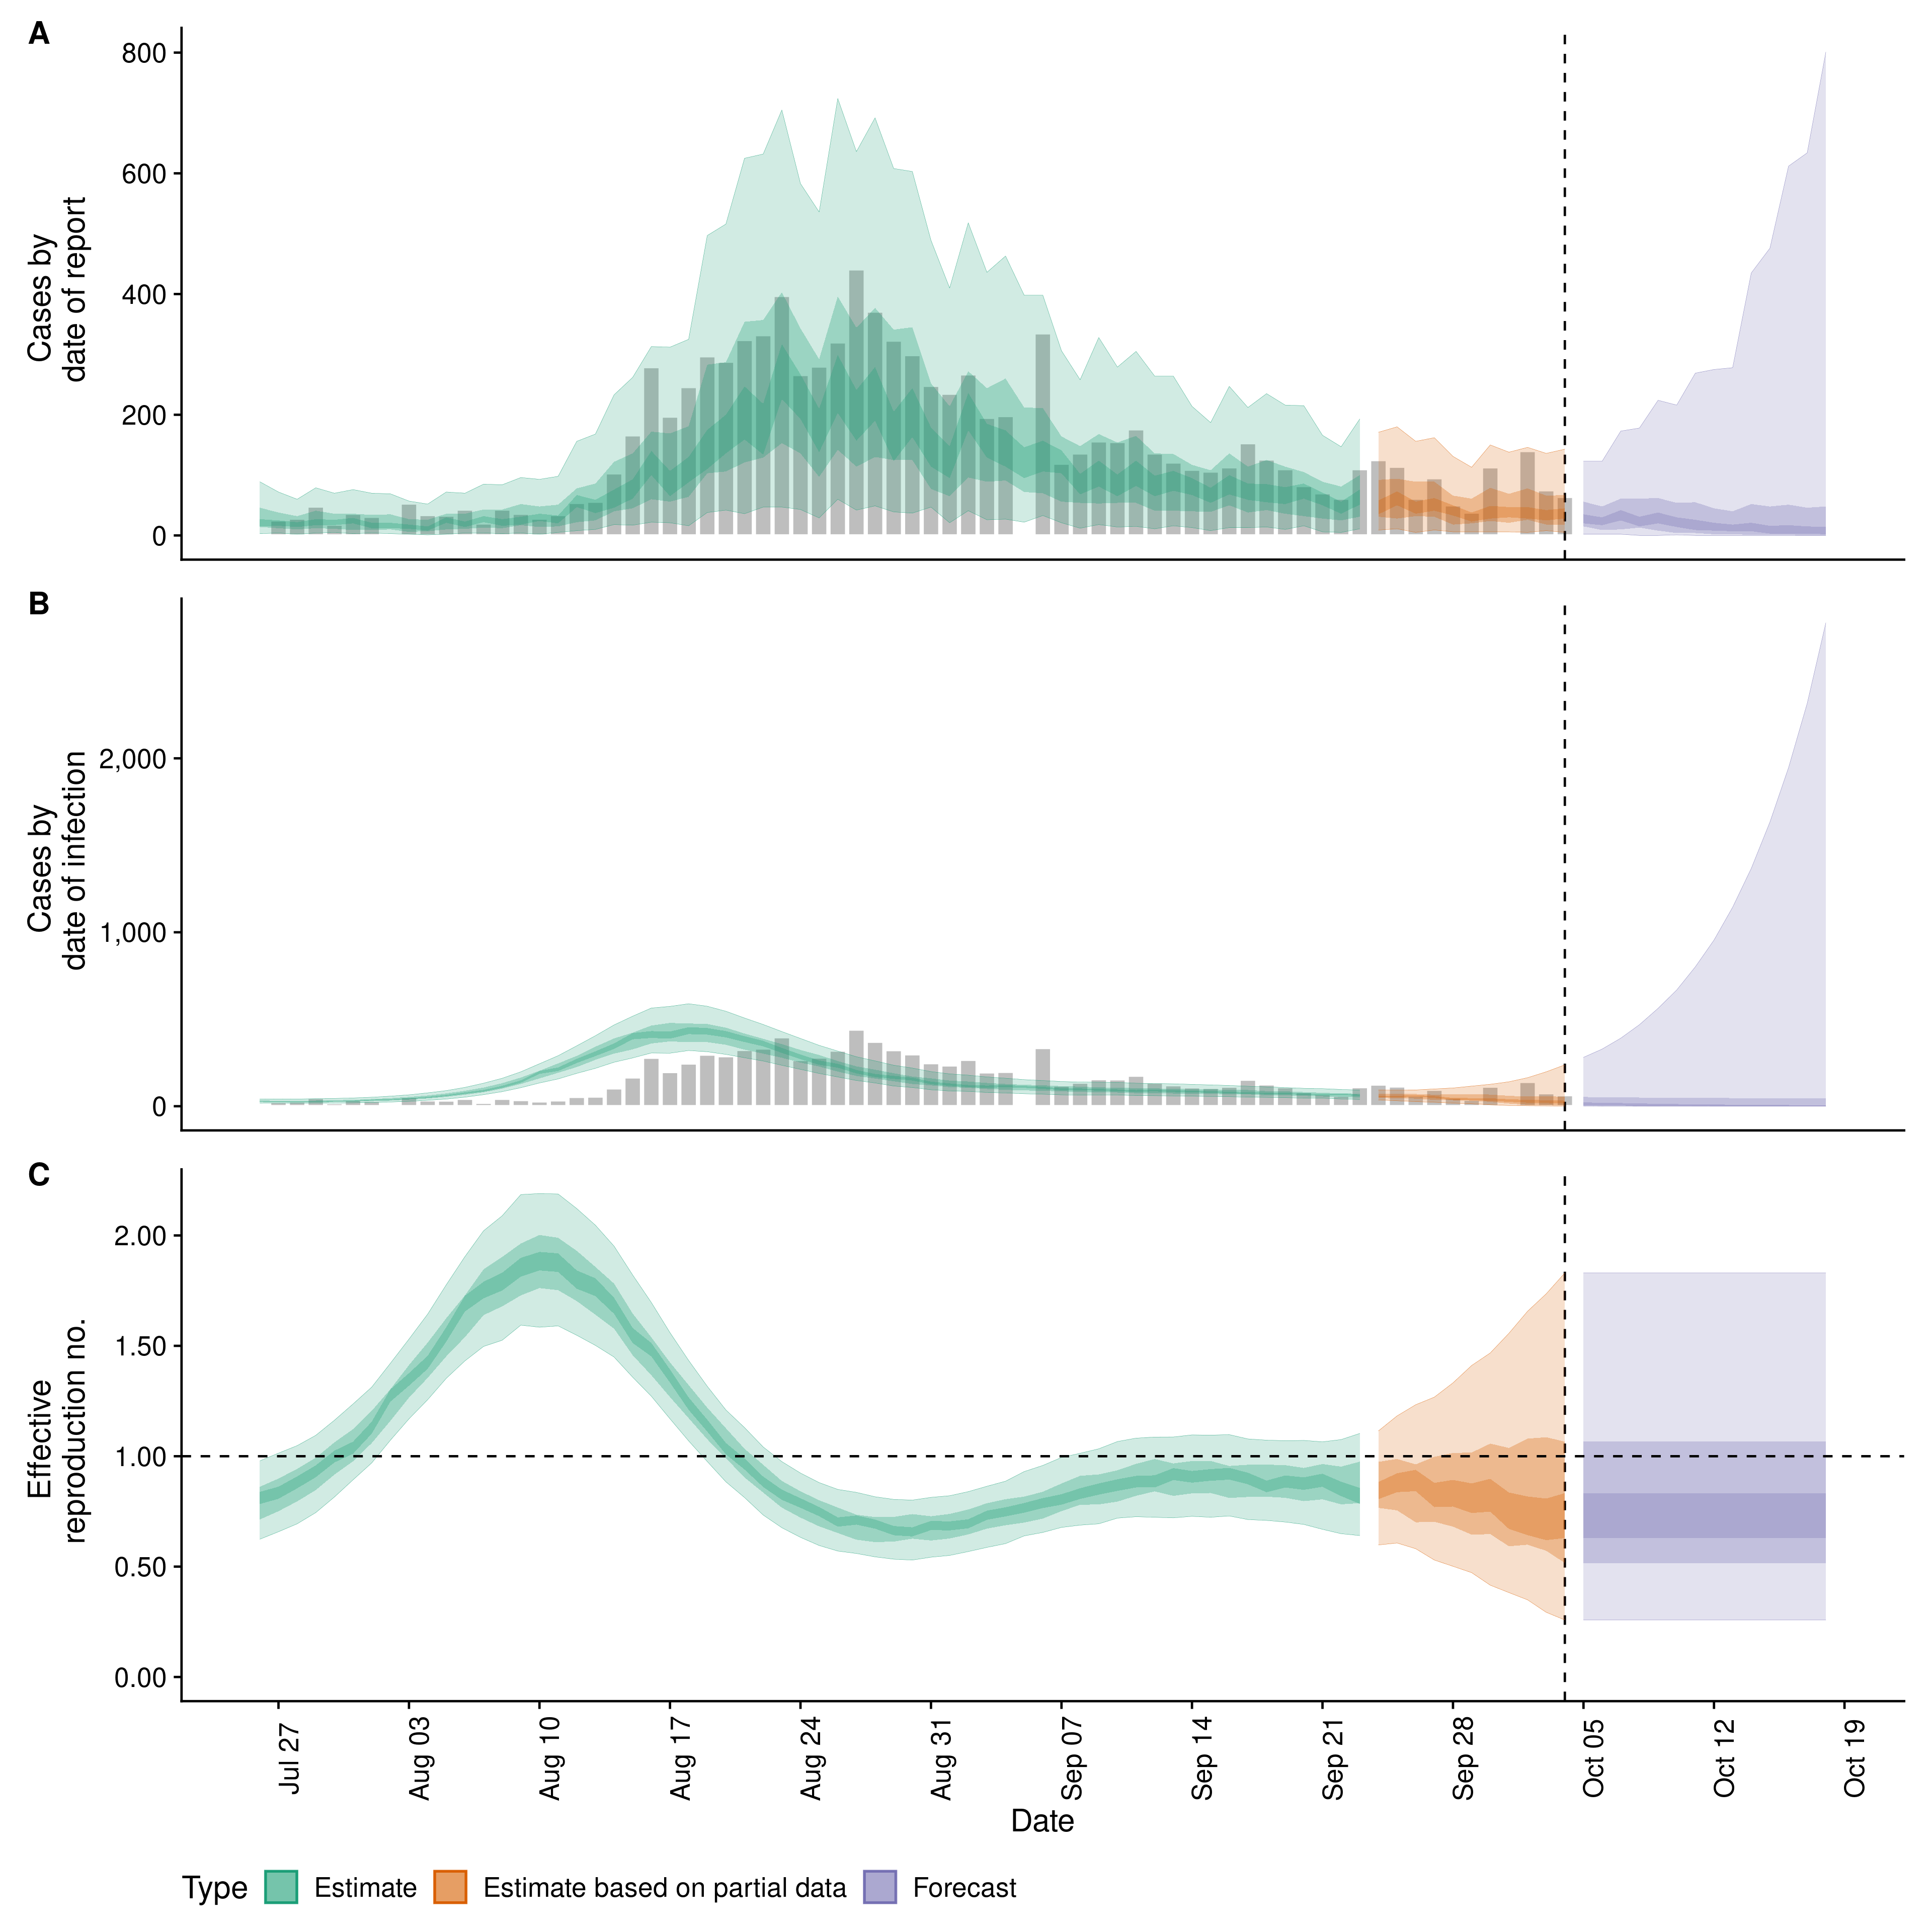 A
800
600
400
200
0
Cases by
date of report
B
2,000
1,000
0
Cases by
date of infection
C
2.00
1.50
1.00
0.50
0.00
Effective
reproduction no.
Jul 27
Aug 03
Aug 10
Aug 17
Aug 24
Aug 31
Sep 07
Sep 14
Sep 21
Sep 28
Oct 05
Oct 12
Oct 19
Date
Type Estimate Estimate based on partial data Forecast